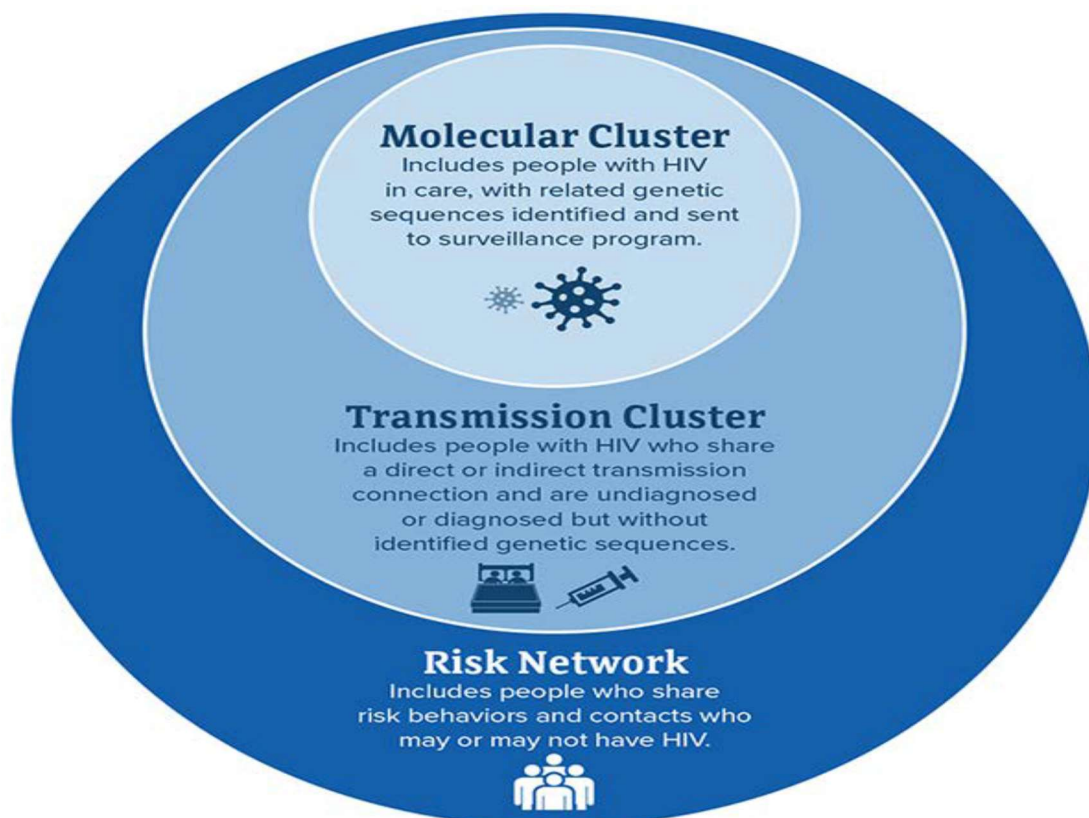 Molecular Cluster
Includes people with HIV
in care, with related genetic
sequences identified and sent
to surveillance program.
Transmission Cluster
Includes people with HIV who share
a direct or indirect transmission
connection and are undiagnosed
or diagnosed but without
identified genetic sequences.
Risk Network
Includes people who share
risk behaviors and contacts who
may or may not have HIV.